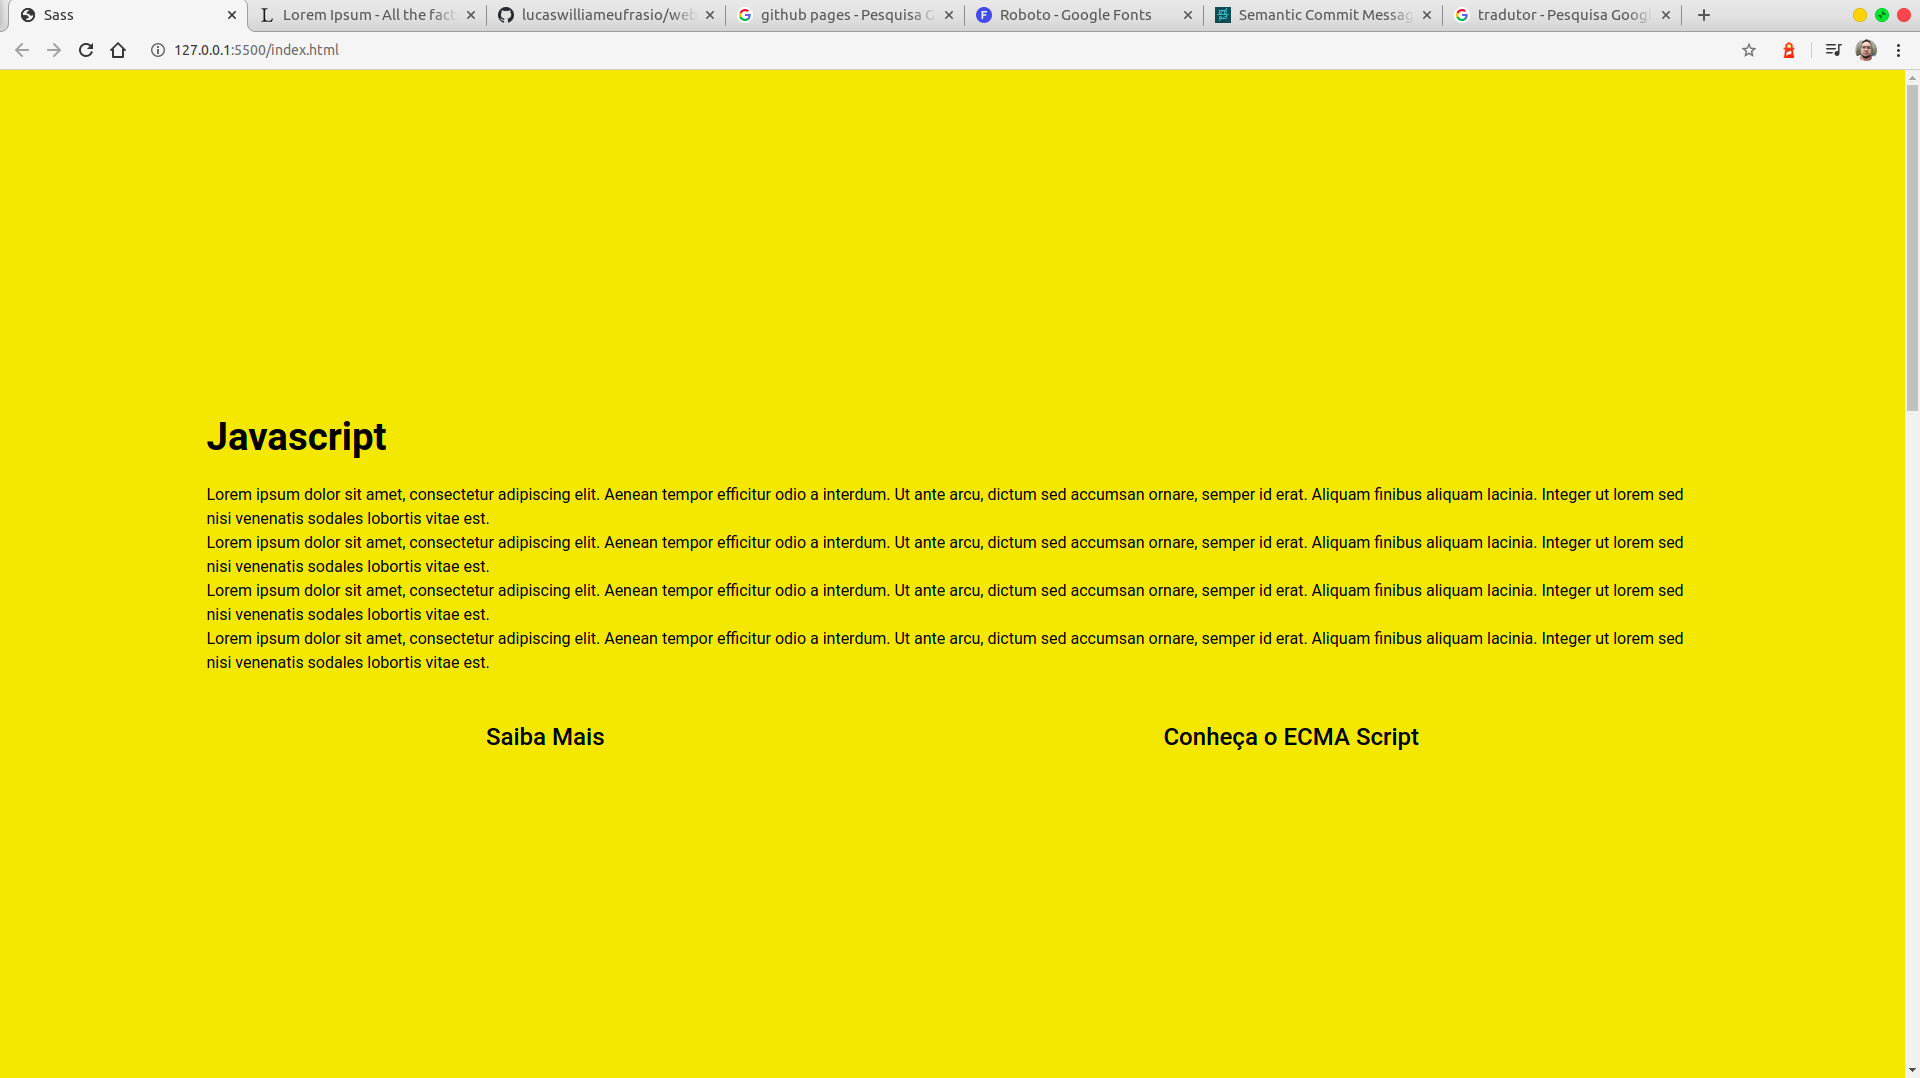 Sass
Lorem Ipsum - All the fact
lucaswilliameufrasio/web
github pages - Pesquisa G
Roboto - Google Fonts
Semantic Commit Messag
tradutor - Pesquisa Googl
127.0.0.1:5500/index.html
Javascript
Lorem ipsum dolor sit amet, consectetur adipiscing elit. Aenean tempor efficitur odio a interdum. Ut ante arcu, dictum sed accumsan ornare, semper id erat. Aliquam finibus aliquam lacinia. Integer ut lorem sed
nisi venenatis sodales lobortis vitae est.
Lorem ipsum dolor sit amet, consectetur adipiscing elit. Aenean tempor efficitur odio a interdum. Ut ante arcu, dictum sed accumsan ornare, semper id erat. Aliquam finibus aliquam lacinia. Integer ut lorem sed
nisi venenatis sodales lobortis vitae est.
Lorem ipsum dolor sit amet, consectetur adipiscing elit. Aenean tempor efficitur odio a interdum. Ut ante arcu, dictum sed accumsan ornare, semper id erat. Aliquam finibus aliquam lacinia. Integer ut lorem sed
nisi venenatis sodales lobortis vitae est.
Lorem ipsum dolor sit amet, consectetur adipiscing elit. Aenean tempor efficitur odio a interdum. Ut ante arcu, dictum sed accumsan ornare, semper id erat. Aliquam finibus aliquam lacinia. Integer ut lorem sed
nisi venenatis sodales lobortis vitae est.
Saiba Mais
Conheça o ECMA Script